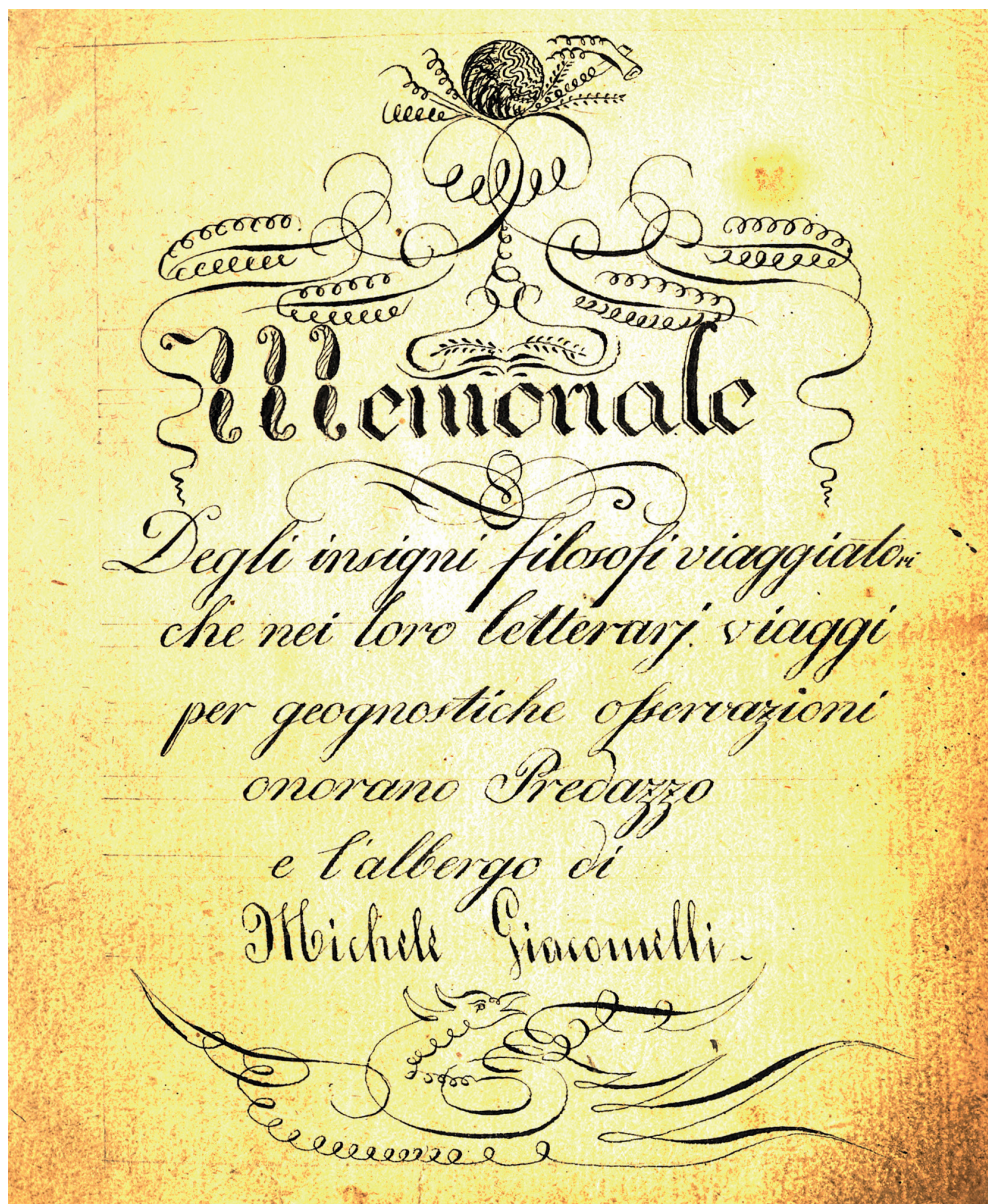 Memoriale
Degli insigni filosofi viaggiatori
che nei loro letterarj. viaggi
per geognostiche oſservazioni
onorano Predazzo
e l'albergo di
Michele Giacomelli.